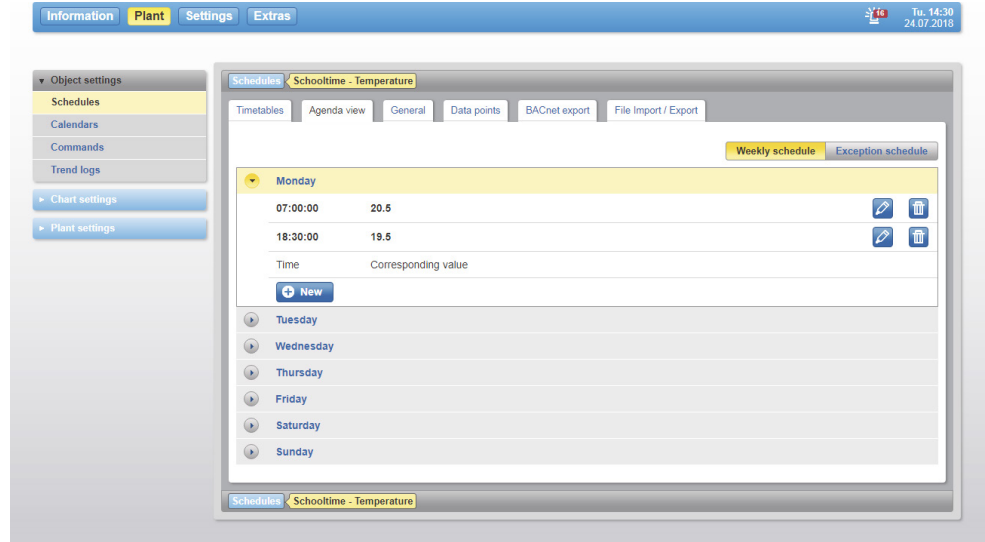 Information Plant Settings Extras 16 Tu. 14:30
24.07.2018
Object settings
Schedules
Calendars
Commands
Trend logs
Chart settings
Plant settings
Schedules Schooltime - Temperature
Timetables Agenda view General Data points BACnet export File Import / Export
Weekly schedule Exception schedule
Monday
07:00:00 20.5
18:30:00 19.5
Time Corresponding value
New
Tuesday
Wednesday
Thursday
Friday
Saturday
Sunday
Schedules Schooltime - Temperature